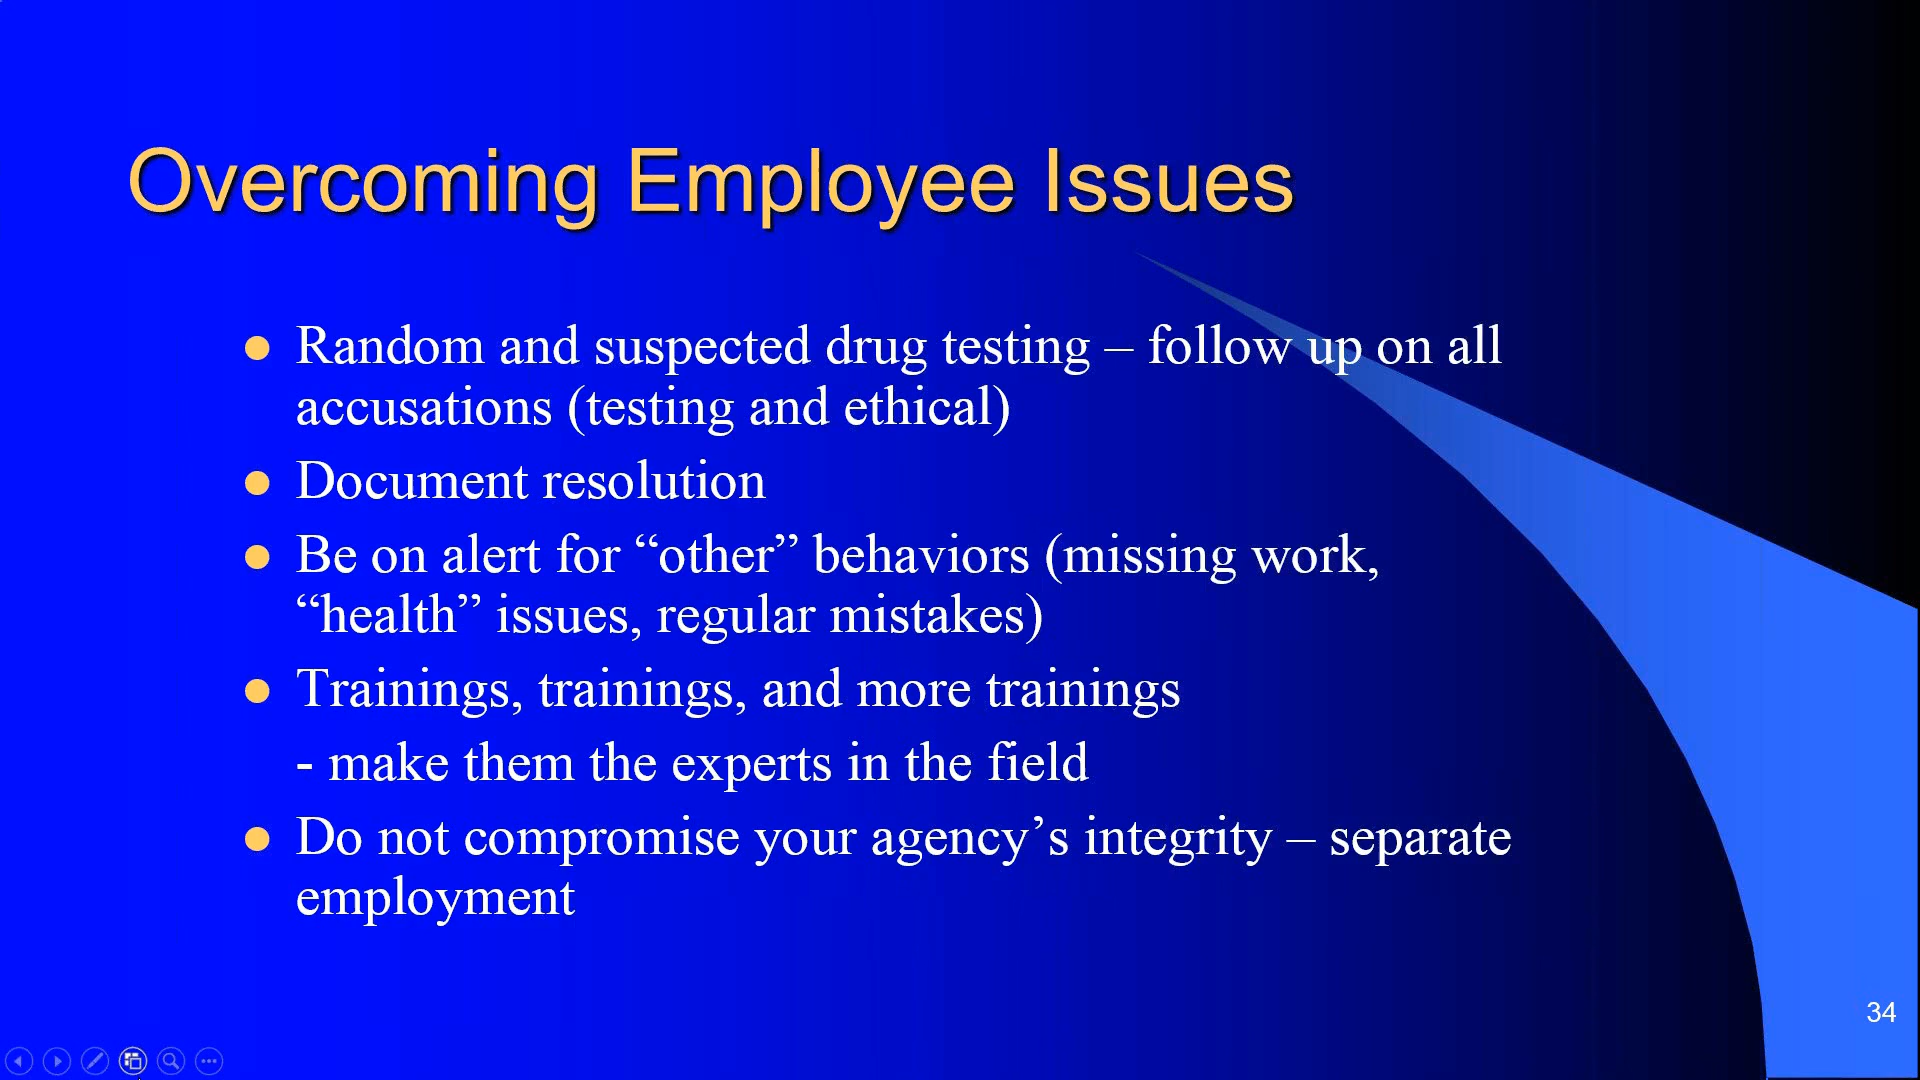 Overcoming Employee Issues
Random and suspected drug testing – follow up on all
accusations (testing and ethical)
Document resolution
Be on alert for “other” behaviors (missing work,
“health” issues, regular mistakes)
Trainings, trainings, and more trainings
- make them the experts in the field
Do not compromise your agency’s integrity – separate
employment
34